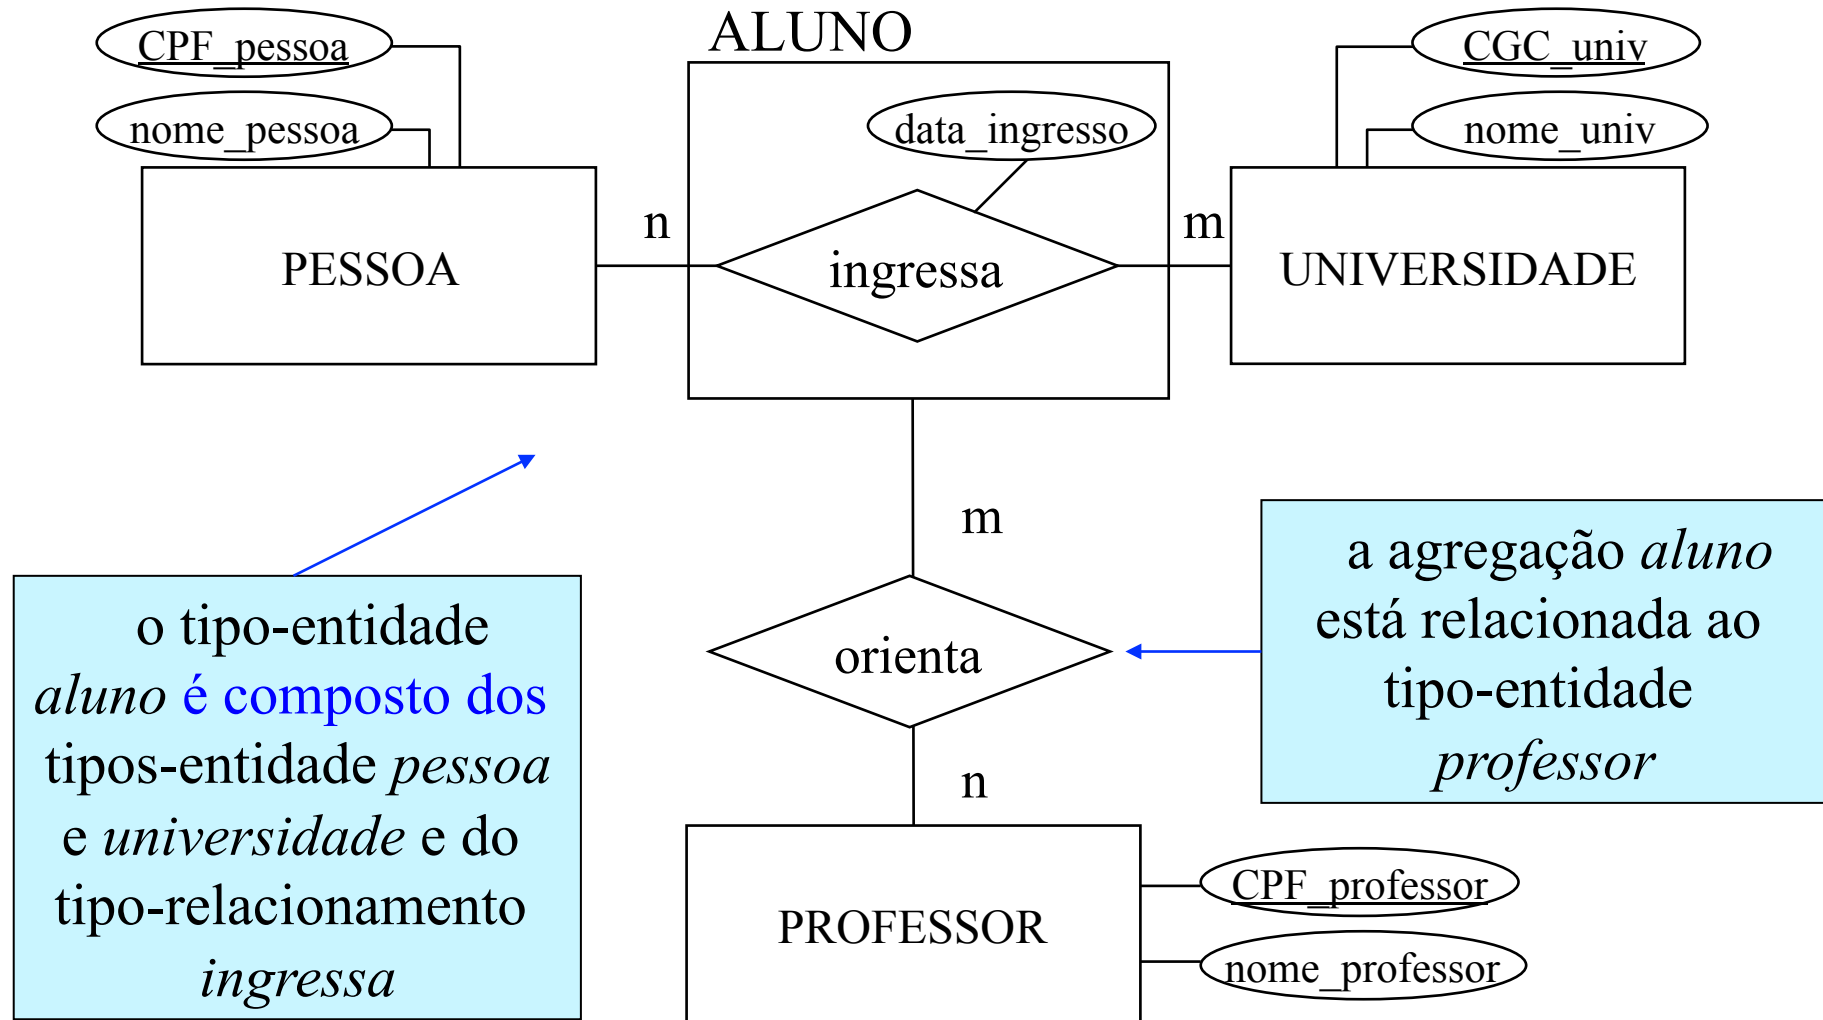 ALUNO
CPF_pessoa
CGC_univ
nome_pessoa
data_ingresso
nome_univ
n
m
PESSOA
ingressa
UNIVERSIDADE
m
a agregação aluno
está relacionada ao
tipo-entidade
professor
o tipo-entidade
aluno é composto dos
tipos-entidade pessoa
e universidade e do
tipo-relacionamento
ingressa
orienta
n
CPF_professor
PROFESSOR
nome_professor